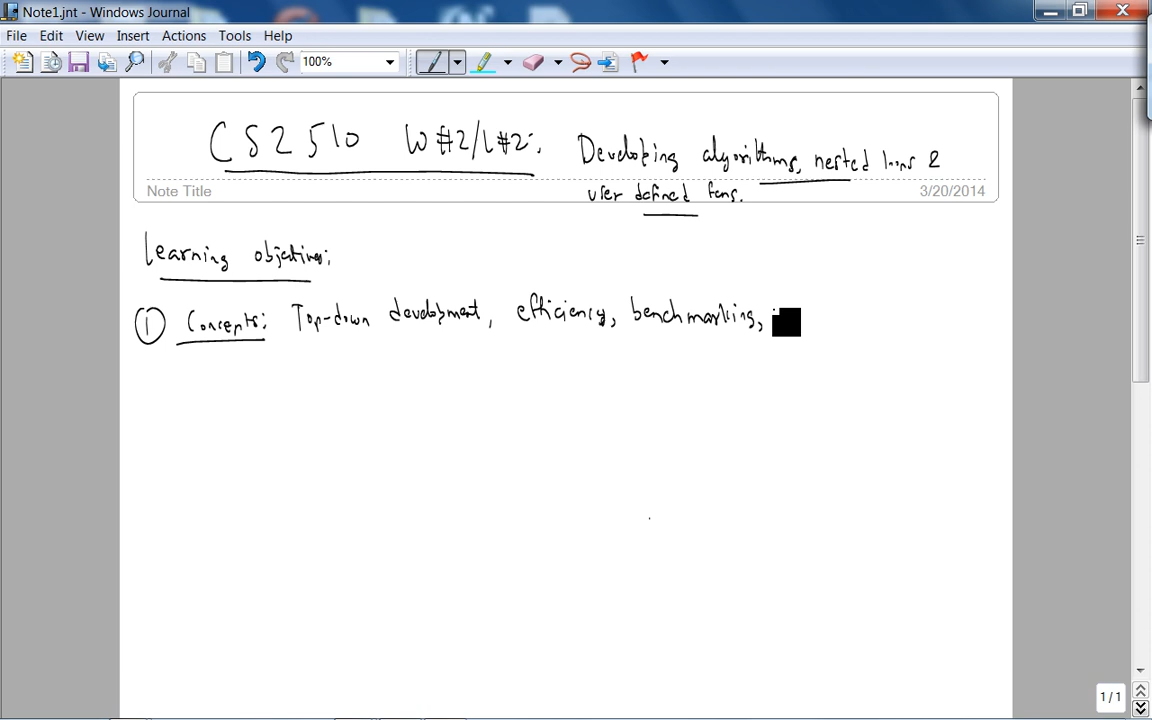 Note1.jnt - Windows Journal
File Edit View Insert Actions Tools Help
100%
CS2510 W#2/L#2: Developing algorithms, nested loops &
user defined fcns.
Note Title
3/20/2014
Learning objectives:
① Concepts: Top-down development, efficiency, benchmarking,
1 / 1